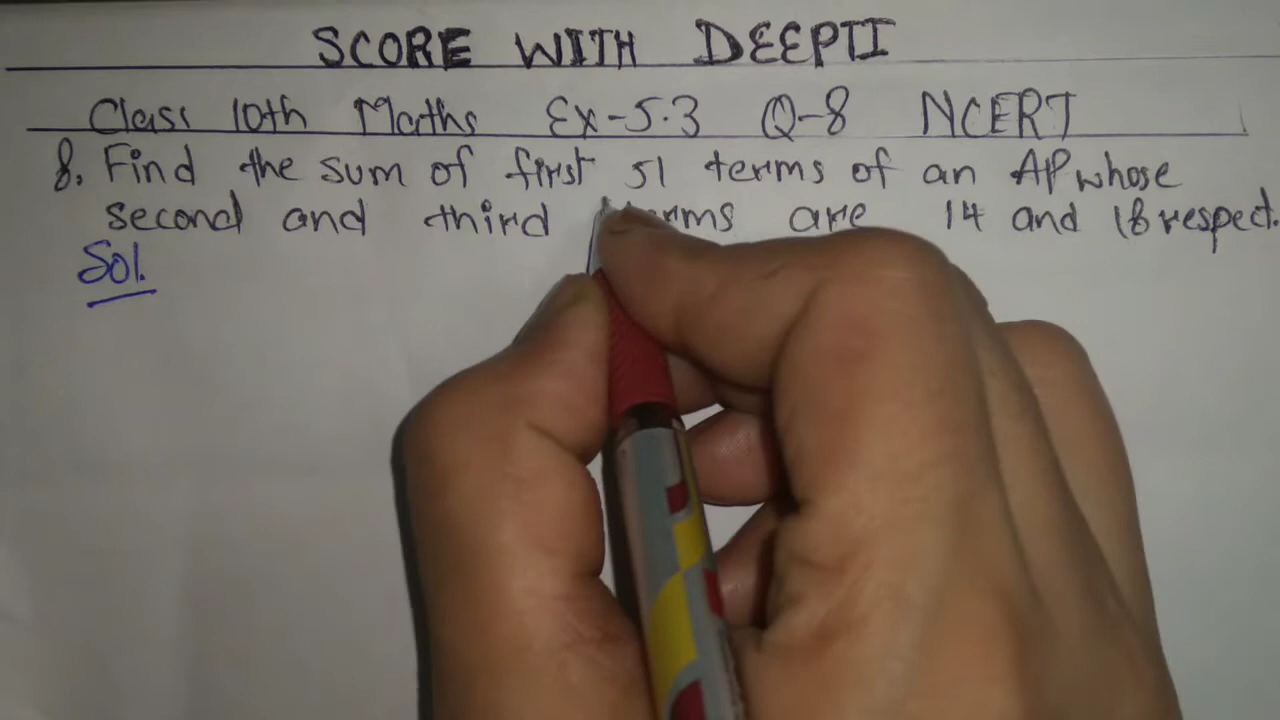 SCORE WITH DEEPTI
Class 10th Maths Ex-5.3 Q-8 NCERT
8. Find the sum of first 51 terms of an AP whose
second and third terms are 14 and 18 respect.
Sol.